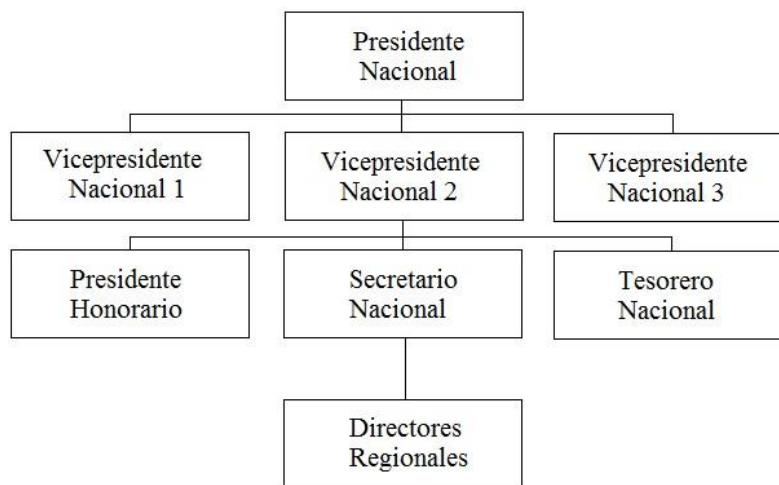 Presidente
Nacional
Vicepresidente
Nacional 1
Vicepresidente
Nacional 2
Vicepresidente
Nacional 3
Presidente
Honorario
Secretario
Nacional
Tesorero
Nacional
Directores
Regionales